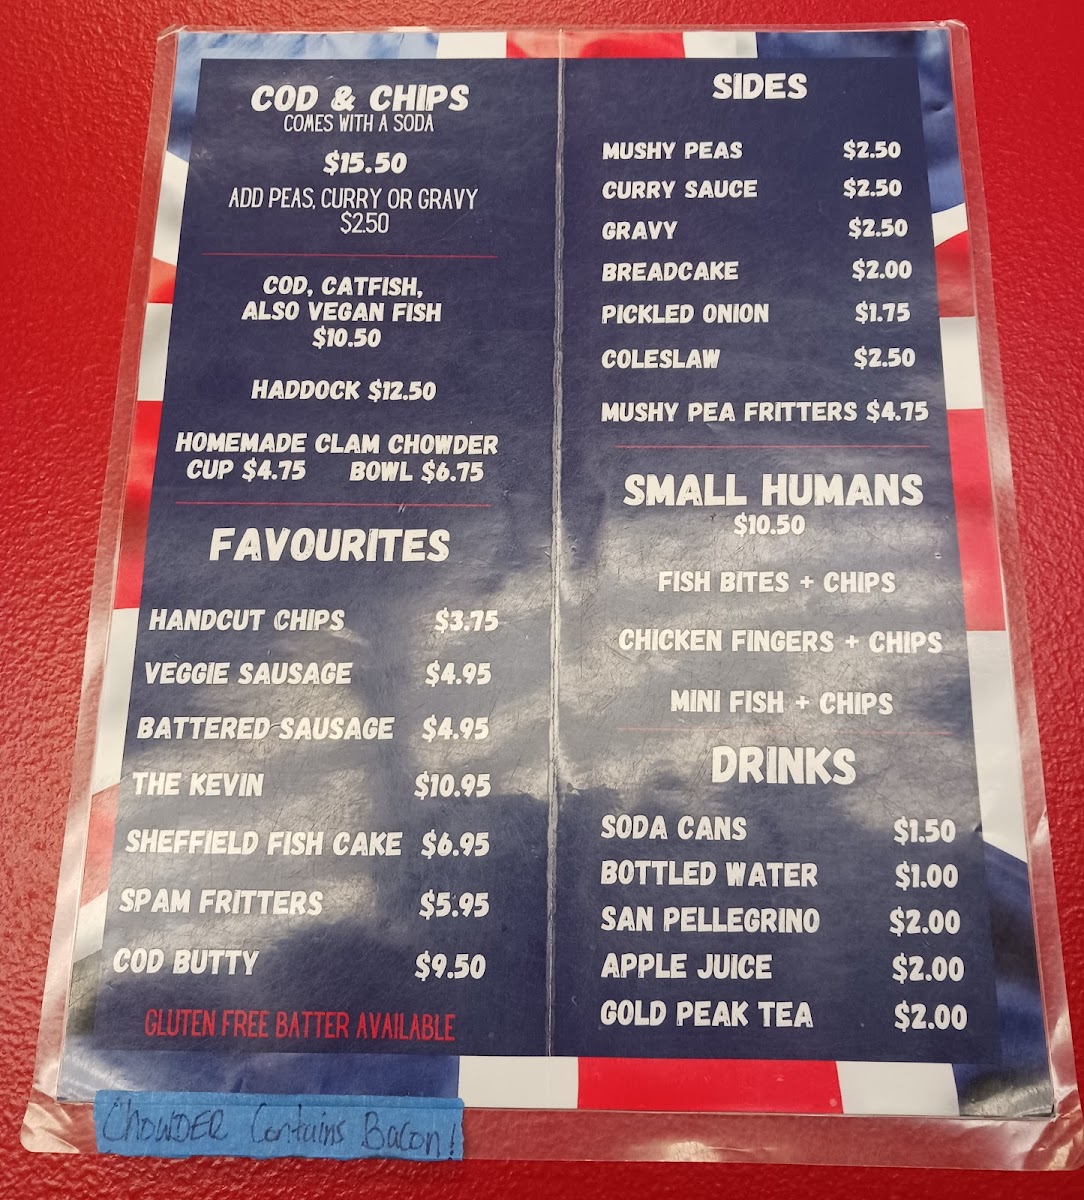 COD & CHIPS
COMES WITH A SODA
$15.50
ADD PEAS, CURRY OR GRAVY
$2.50
COD, CATFISH,
ALSO VEGAN FISH
$10.50
HADDOCK $12.50
HOMEMADE CLAM CHOWDER
CUP $4.75 BOWL $6.75
FAVOURITES
HANDCUT CHIPS $3.75
VEGGIE SAUSAGE $4.95
BATTERED SAUSAGE $4.95
THE KEVIN $10.95
SHEFFIELD FISH CAKE $6.95
SPAM FRITTERS $5.95
COD BUTTY $9.50
GLUTEN FREE BATTER AVAILABLE
SIDES
MUSHY PEAS $2.50
CURRY SAUCE $2.50
GRAVY $2.50
BREADCAKE $2.00
PICKLED ONION $1.75
COLESLAW $2.50
MUSHY PEA FRITTERS $4.75
SMALL HUMANS
$10.50
FISH BITES + CHIPS
CHICKEN FINGERS + CHIPS
MINI FISH + CHIPS
DRINKS
SODA CANS $1.50
BOTTLED WATER $1.00
SAN PELLEGRINO $2.00
APPLE JUICE $2.00
GOLD PEAK TEA $2.00
CHOWDER Contains Bacon!